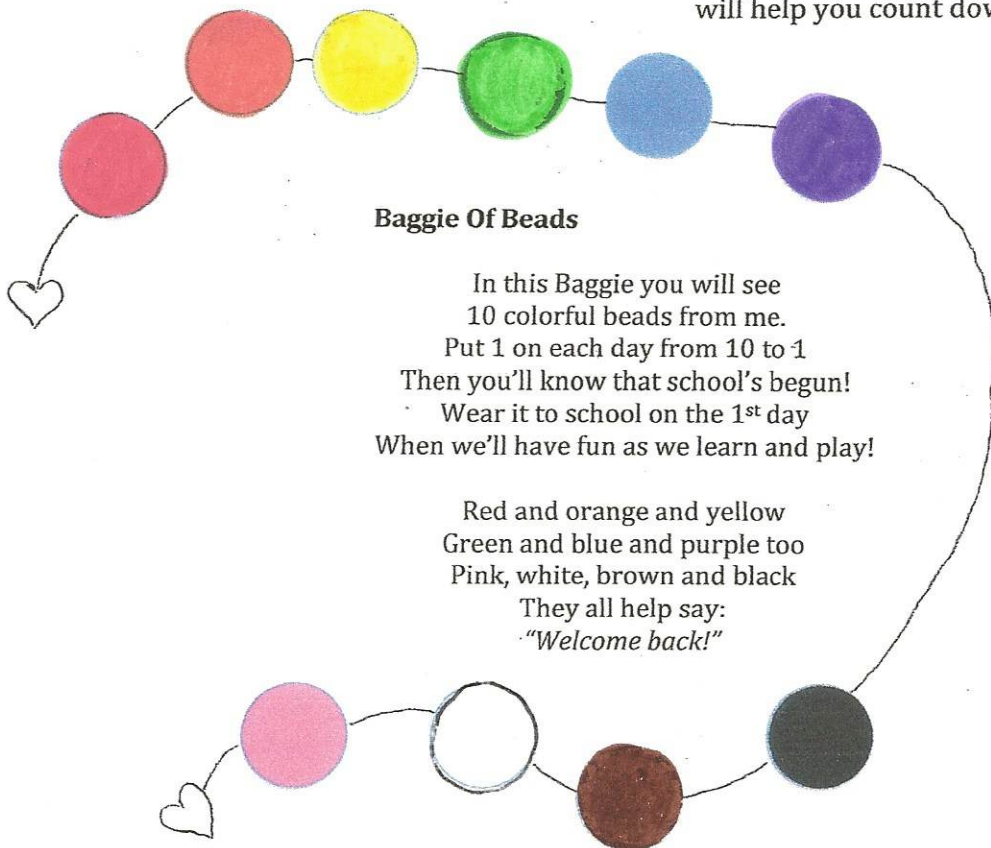 will help you count dow
Baggie Of Beads
In this Baggie you will see
10 colorful beads from me.
Put 1 on each day from 10 to 1
Then you'll know that school's begun!
Wear it to school on the 1st day
When we'll have fun as we learn and play!
Red and orange and yellow
Green and blue and purple too
Pink, white, brown and black
They all help say:
"Welcome back!"